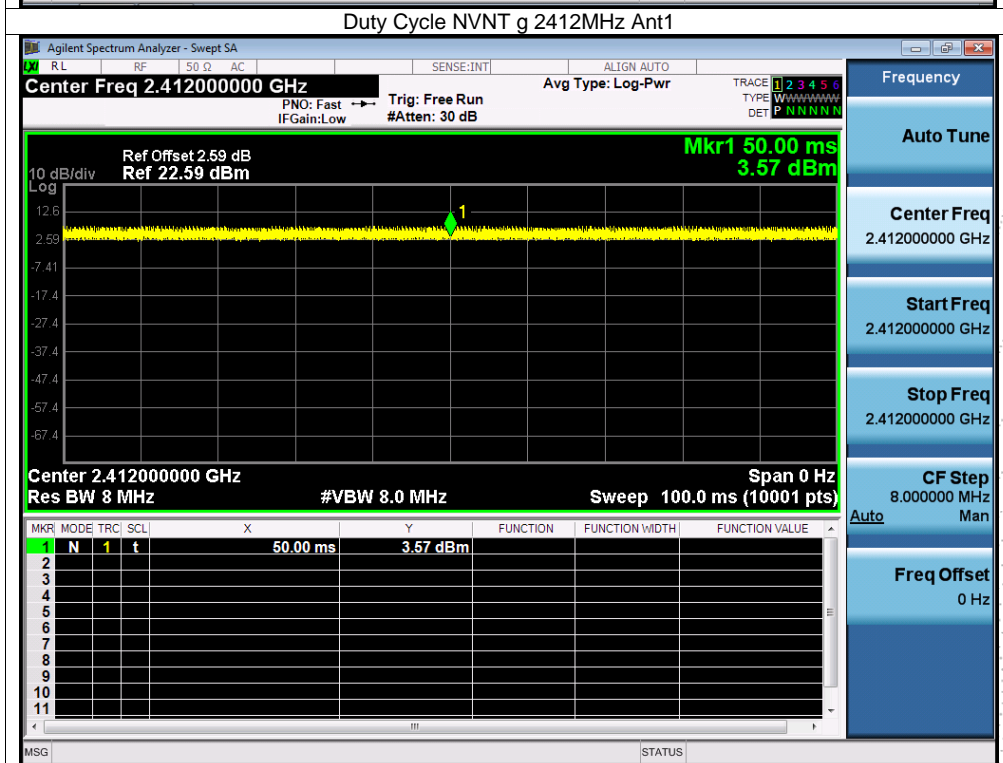 Duty Cycle NVNT g 2412MHz Ant1
Agilent Spectrum Analyzer - Swept SA
LXI RL RF 50 Ω AC SENSE:INT ALIGN AUTO
Center Freq 2.412000000 GHz
PNO: Fast
IFGain:Low
Trig: Free Run
#Atten: 30 dB
Avg Type: Log-Pwr
TRACE 1 2 3 4 5 6
TYPE WWWWWW
DET P N N N N N
Ref Offset 2.59 dB
10 dB/div Ref 22.59 dBm
Log
Mkr1 50.00 ms
3.57 dBm
1
12.6
2.59
-7.41
-17.4
-27.4
-37.4
-47.4
-57.4
-67.4
Center 2.412000000 GHz Span 0 Hz
Res BW 8 MHz #VBW 8.0 MHz Sweep 100.0 ms (10001 pts)
MKR MODE TRC SCL X Y FUNCTION FUNCTION WIDTH FUNCTION VALUE
1 N 1 t 50.00 ms 3.57 dBm
2
3
4
5
6
7
8
9
10
11
MSG STATUS
Frequency
Auto Tune
Center Freq
2.412000000 GHz
Start Freq
2.412000000 GHz
Stop Freq
2.412000000 GHz
CF Step
8.000000 MHz
Auto Man
Freq Offset
0 Hz